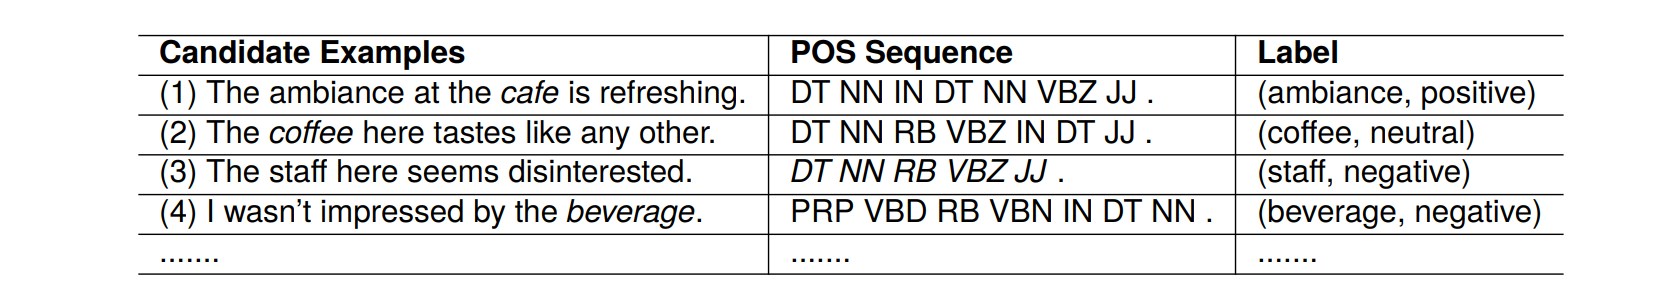 Candidate Examples POS Sequence Label
(1) The ambiance at the cafe is refreshing. DT NN IN DT NN VBZ JJ . (ambiance, positive)
(2) The coffee here tastes like any other. DT NN RB VBZ IN DT JJ . (coffee, neutral)
(3) The staff here seems disinterested. DT NN RB VBZ JJ . (staff, negative)
(4) I wasn’t impressed by the beverage. PRP VBD RB VBN IN DT NN . (beverage, negative)
....... ....... .......